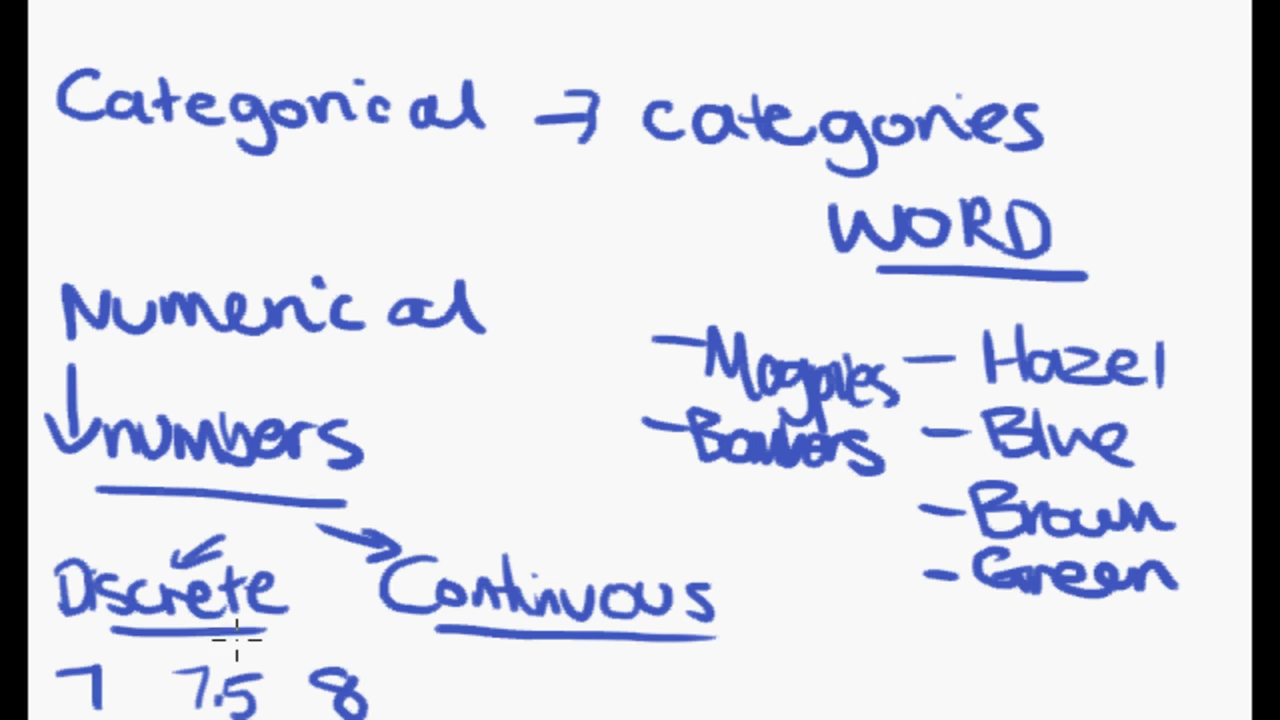 Categorical → categories
WORD
Numerical
↓ numbers
- Magpies
- Bombers
- Hazel
- Blue
- Brown
- Green
Discrete
Continuous
7 7.5 8